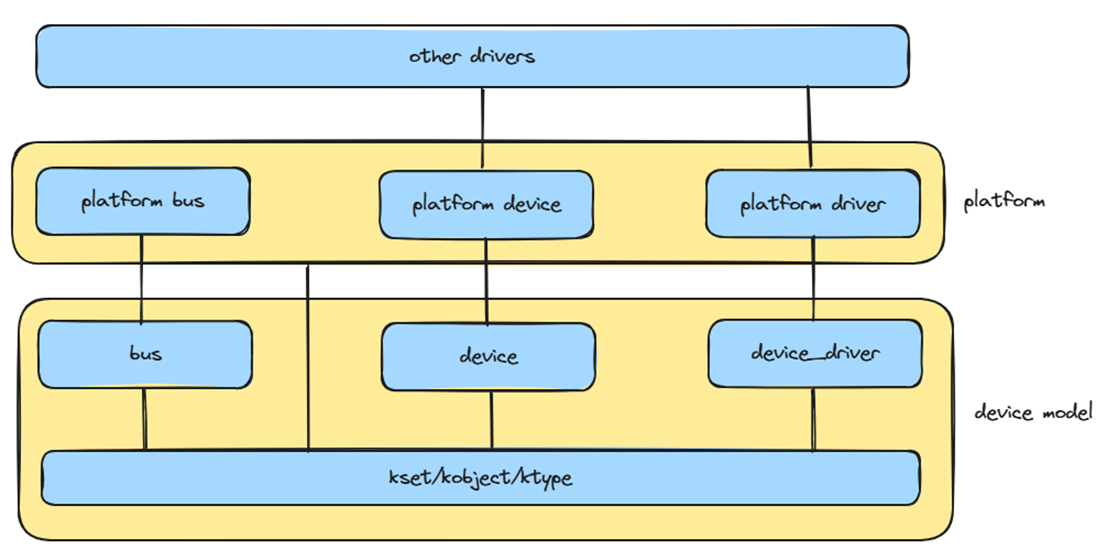 other drivers
platform bus
platform device
platform driver
platform
bus
device
device_driver
device model
kset/kobject/ktype